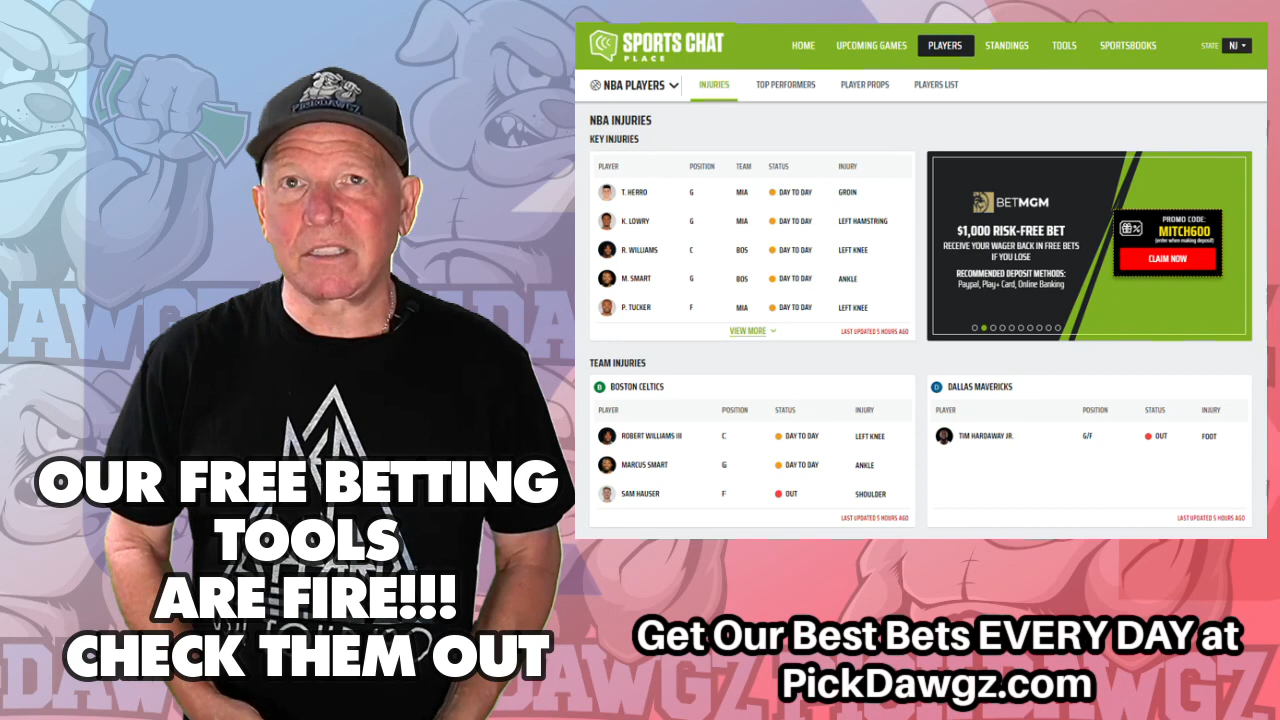 PICKDAWGZ
OUR FREE BETTING
TOOLS
ARE FIRE!!!
CHECK THEM OUT
SPORTS CHAT
PLACE
HOME UPCOMING GAMES PLAYERS STANDINGS TOOLS SPORTSBOOKS STATE NJ
NBA PLAYERS INJURIES TOP PERFORMERS PLAYER PROPS PLAYERS LIST
NBA INJURIES
KEY INJURIES
PLAYER POSITION TEAM STATUS INJURY
T. HERRO G MIA DAY TO DAY GROIN
K. LOWRY G MIA DAY TO DAY LEFT HAMSTRING
R. WILLIAMS C BOS DAY TO DAY LEFT KNEE
M. SMART G BOS DAY TO DAY ANKLE
P. TUCKER F MIA DAY TO DAY LEFT KNEE
VIEW MORE LAST UPDATED 5 HOURS AGO
BETMGM
$1,000 RISK-FREE BET
RECEIVE YOUR WAGER BACK IN FREE BETS
IF YOU LOSE
RECOMMENDED DEPOSIT METHODS:
Paypal, Play+ Card, Online Banking
PROMO CODE:
MITCH600
(enter when making deposit)
CLAIM NOW
TEAM INJURIES
B BOSTON CELTICS
PLAYER POSITION STATUS INJURY
ROBERT WILLIAMS III C DAY TO DAY LEFT KNEE
MARCUS SMART G DAY TO DAY ANKLE
SAM HAUSER F OUT SHOULDER
LAST UPDATED 5 HOURS AGO
D DALLAS MAVERICKS
PLAYER POSITION STATUS INJURY
TIM HARDAWAY JR. G/F OUT FOOT
LAST UPDATED 5 HOURS AGO
Get Our Best Bets EVERY DAY at
PickDawgz.com